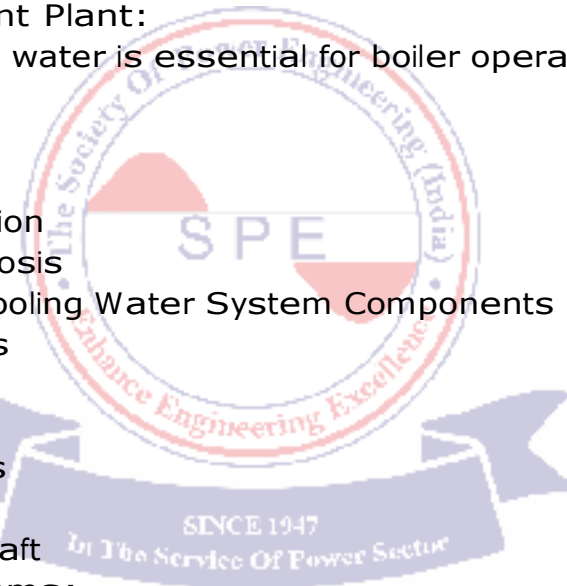 nt Plant:
water is essential for boiler opera
The Society Of Power Engineering (India)
ion
SPE
osis
ooling Water System Components
s
Enhance Engineering Excellence
s
SINCE 1947
In The Service Of Power Sector
aft